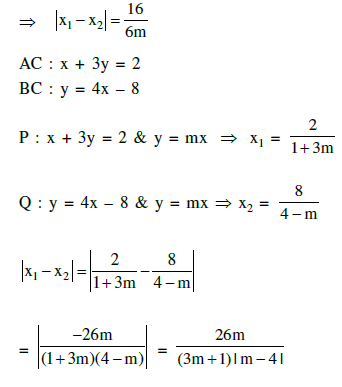 ⇒ |x₁ − x₂| = 16/6m
AC : x + 3y = 2
BC : y = 4x – 8
P : x + 3y = 2 & y = mx ⇒ x₁ = 2/(1+3m)
Q : y = 4x – 8 & y = mx ⇒ x₂ = 8/(4−m)
|x₁ − x₂| = |2/(1+3m) − 8/(4−m)|
= |−26m/((1+3m)(4−m))| = 26m/((3m+1)|m−4|)